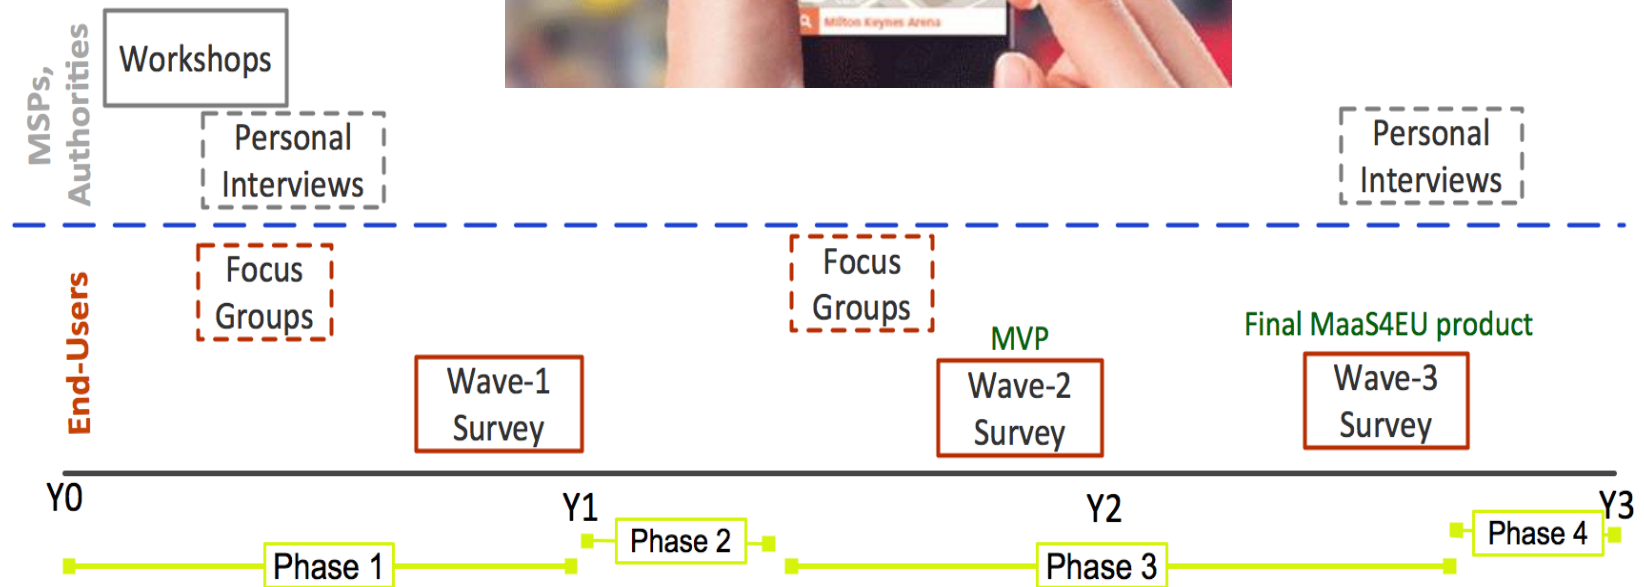 Milton Keynes Arena
MSPs,
Authorities
Workshops
Personal
Interviews
Personal
Interviews
End-Users
Focus
Groups
Focus
Groups
MVP
Final MaaS4EU product
Wave-1
Survey
Wave-2
Survey
Wave-3
Survey
Y0
Y1
Y2
Y3
Phase 1
Phase 2
Phase 3
Phase 4